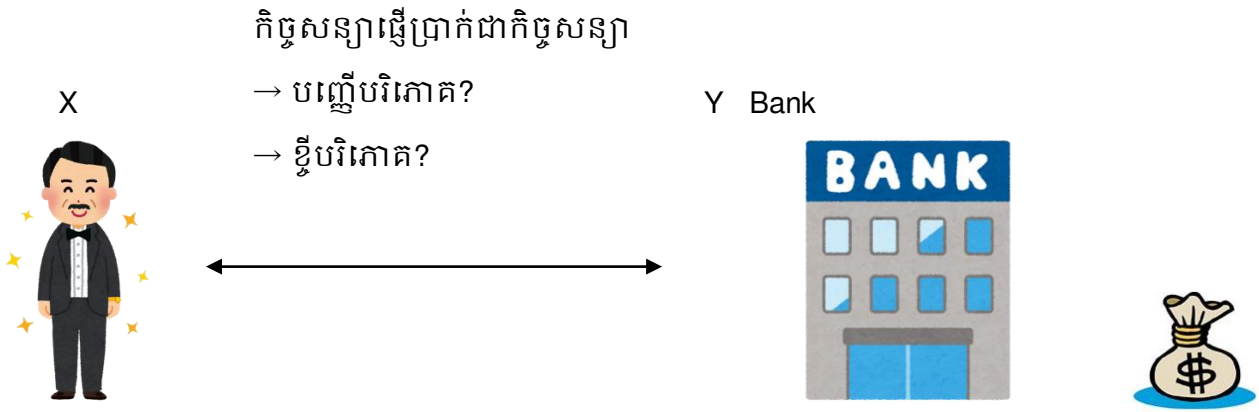 កិច្ចសន្យាផ្ញើប្រាក់ជាកិច្ចសន្យា
→ បញ្ញើបរិភោគ?
X
Y Bank
→ ខ្ចីបរិភោគ?
BANK
$